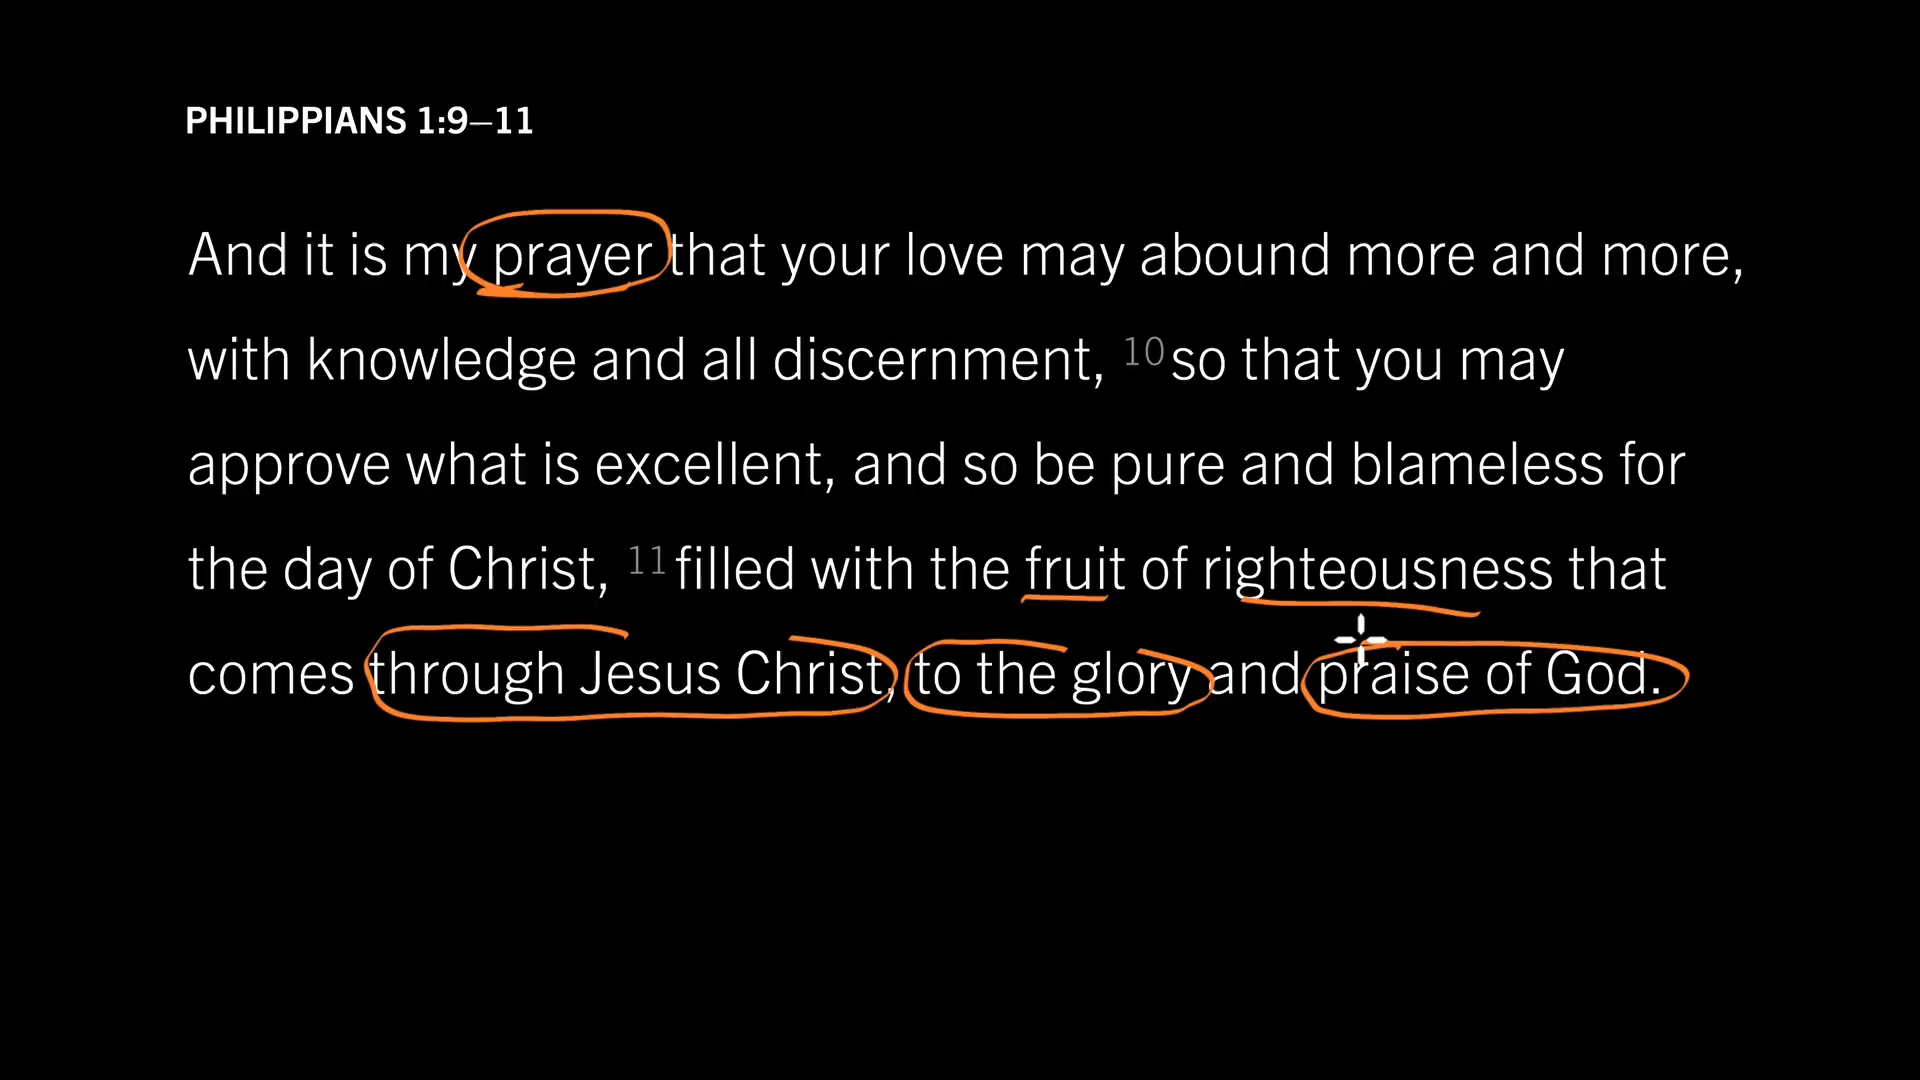 PHILIPPIANS 1:9–11
And it is my prayer that your love may abound more and more,
with knowledge and all discernment, 10 so that you may
approve what is excellent, and so be pure and blameless for
the day of Christ, 11 filled with the fruit of righteousness that
comes through Jesus Christ, to the glory and praise of God.